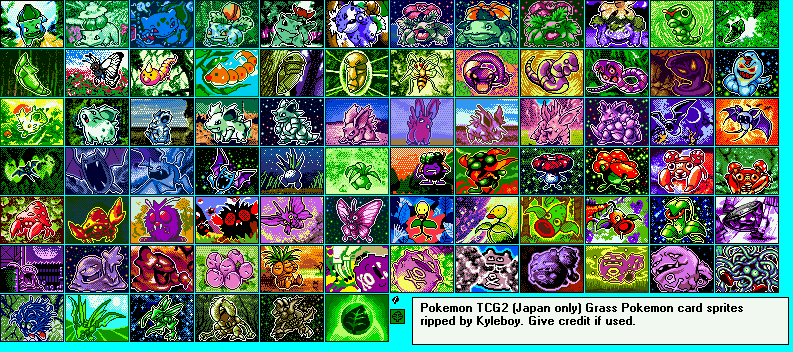 Pokemon TCG2 (Japan only) Grass Pokemon card sprites
ripped by Kyleboy. Give credit if used.